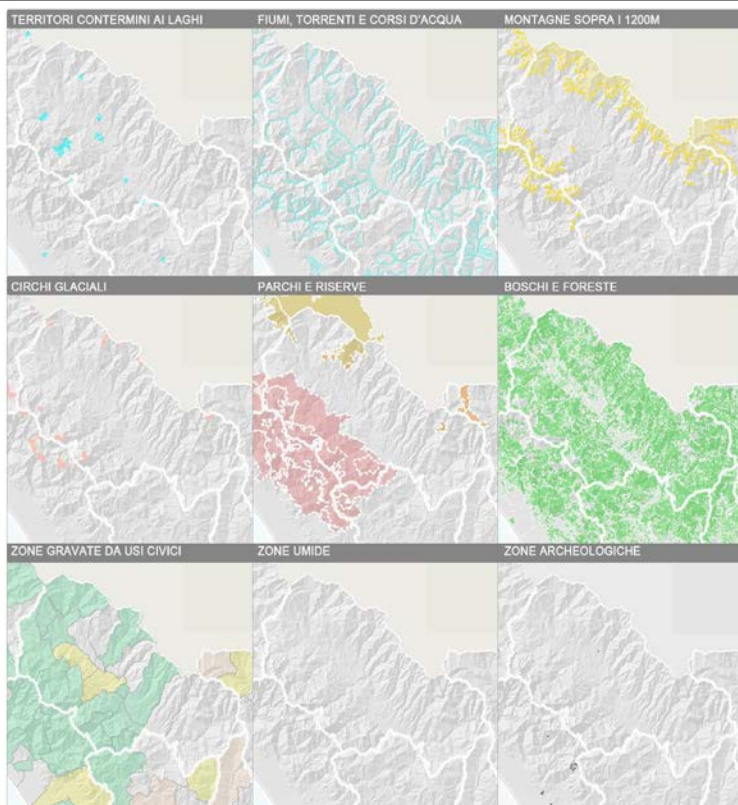 TERRITORI CONTERMINI AI LAGHI
FIUMI, TORRENTI E CORSI D'ACQUA
MONTAGNE SOPRA I 1200M
CIRCHI GLACIALI
PARCHI E RISERVE
BOSCHI E FORESTE
ZONE GRAVATE DA USI CIVICI
ZONE UMIDE
ZONE ARCHEOLOGICHE